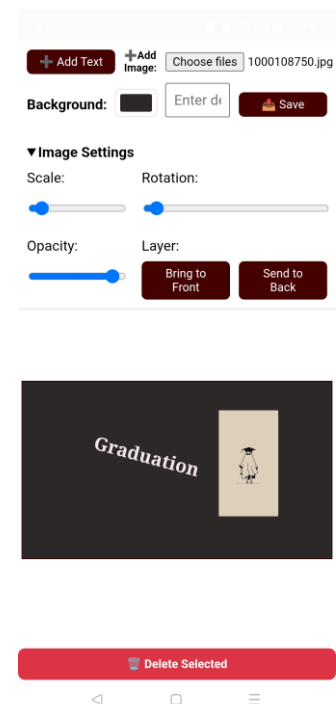 ➕ Add Text
➕Add Image:
Choose files 1000108750.jpg
Background:
Enter de
📤 Save
▼Image Settings
Scale:
Rotation:
Opacity:
Layer:
Bring to Front
Send to Back
Graduation
🗑️ Delete Selected